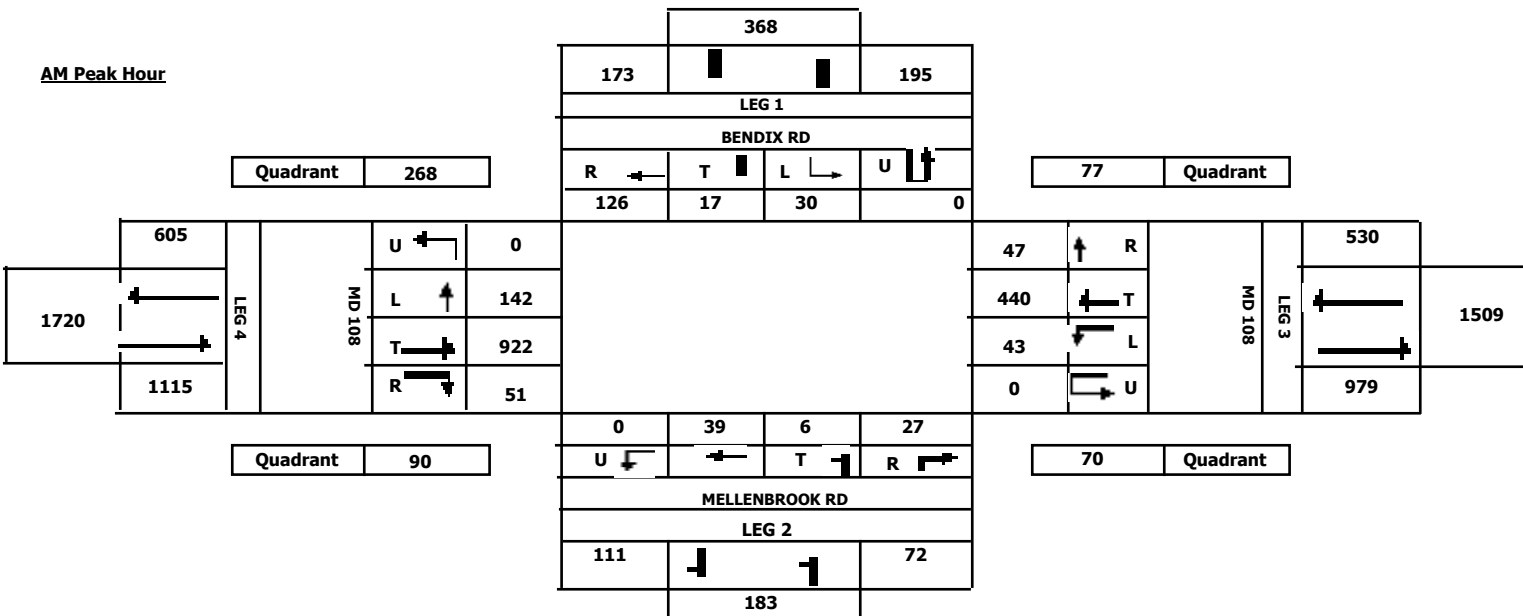 368
AM Peak Hour
173 195
LEG 1
BENDIX RD
Quadrant 268
R T L U
77 Quadrant
126 17 30 0
605
U 0
47 R
530
1720
LEG 4
MD 108
L 142
440 T
MD 108
LEG 3
1509
T 922
43 L
1115
R 51
0 U
979
0 39 6 27
Quadrant 90
U T R
70 Quadrant
MELLENBROOK RD
LEG 2
111 72
183